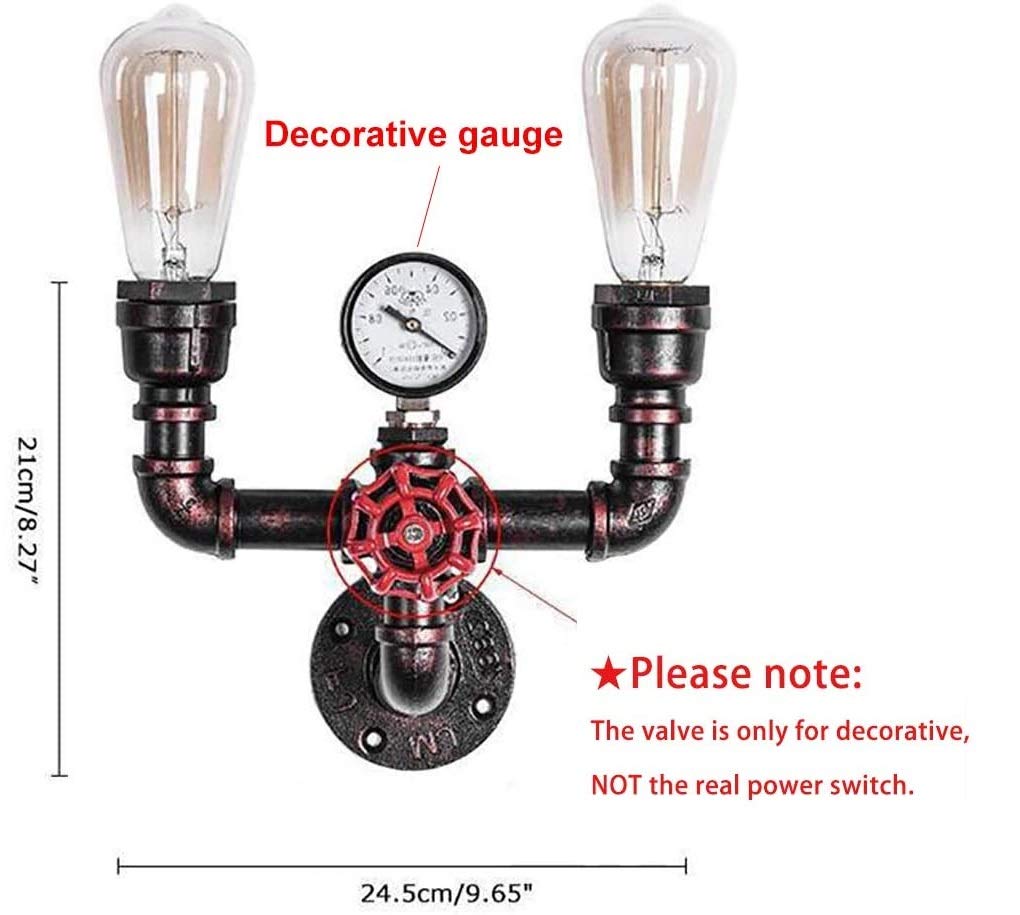 Decorative gauge
21cm/8.27"
★Please note:
The valve is only for decorative,
NOT the real power switch.
24.5cm/9.65"
LM